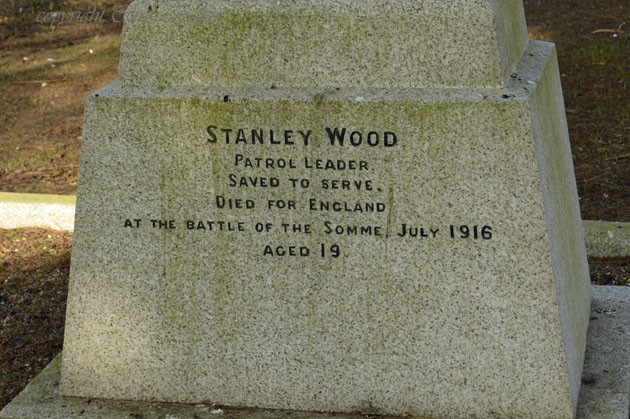 copyright
STANLEY WOOD
PATROL LEADER.
SAVED TO SERVE.
DIED FOR ENGLAND
AT THE BATTLE OF THE SOMME, JULY 1916
AGED 19.